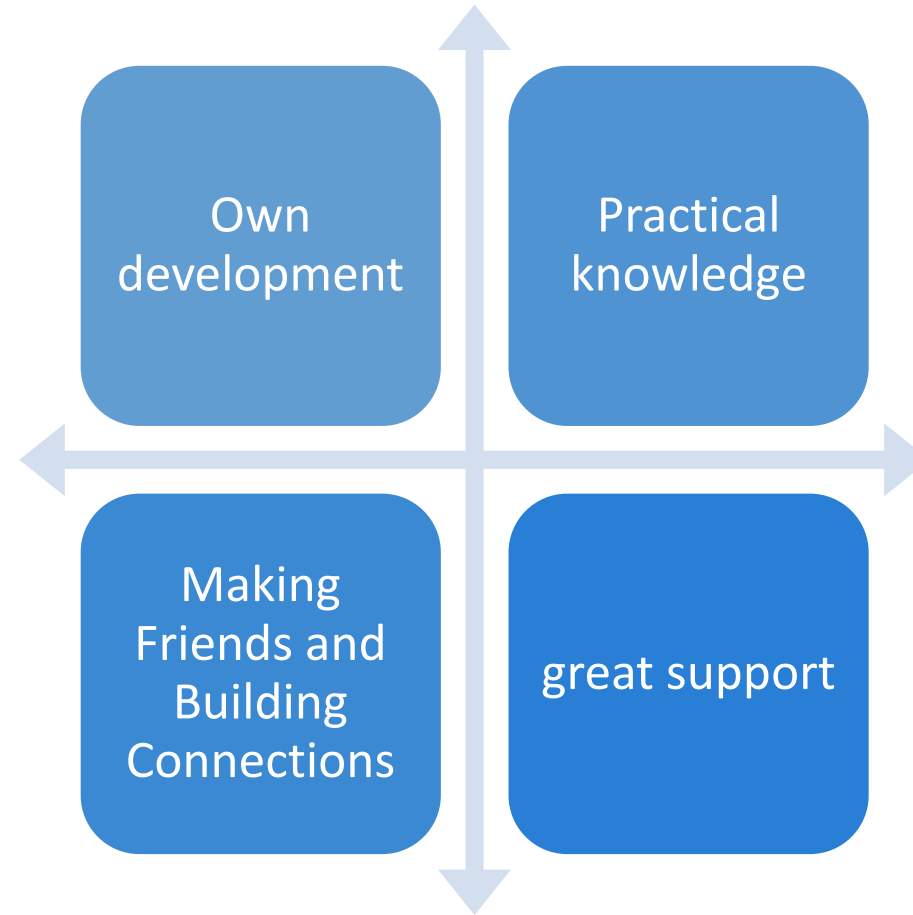 Own
development
Practical
knowledge
Making
Friends and
Building
Connections
great support